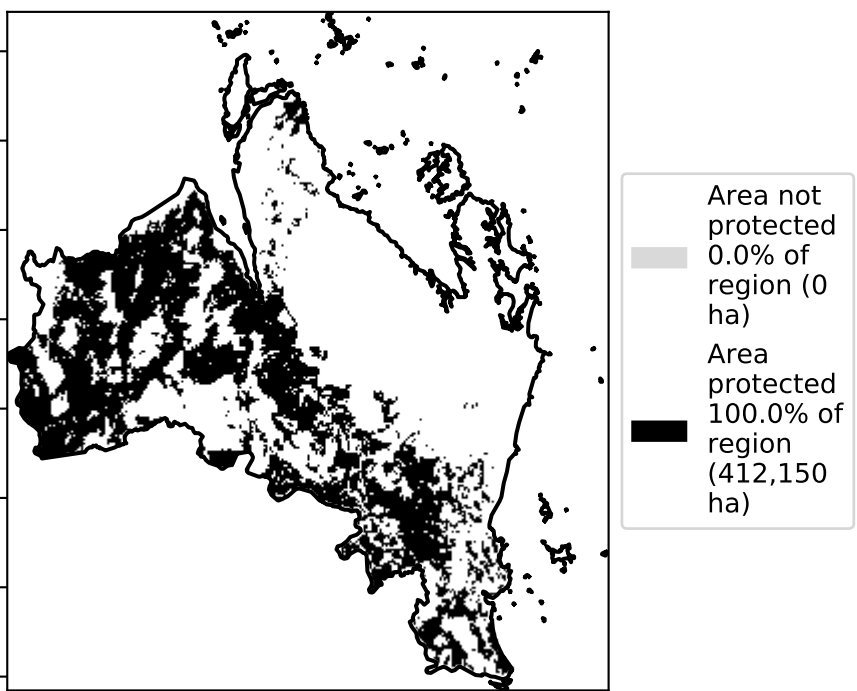 Area not
protected
0.0% of
region (0
ha)
Area
protected
100.0% of
region
(412,150
ha)